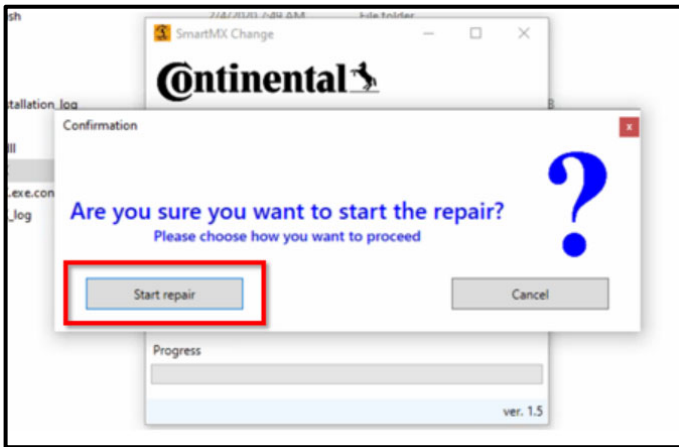 sh 2/4/2020 7:49 AM File folder
SmartMX Change
Continental
stallation_log 8
Confirmation
.exe.con
_log
Are you sure you want to start the repair?
Please choose how you want to proceed
?
Start repair
Cancel
Progress
ver. 1.5